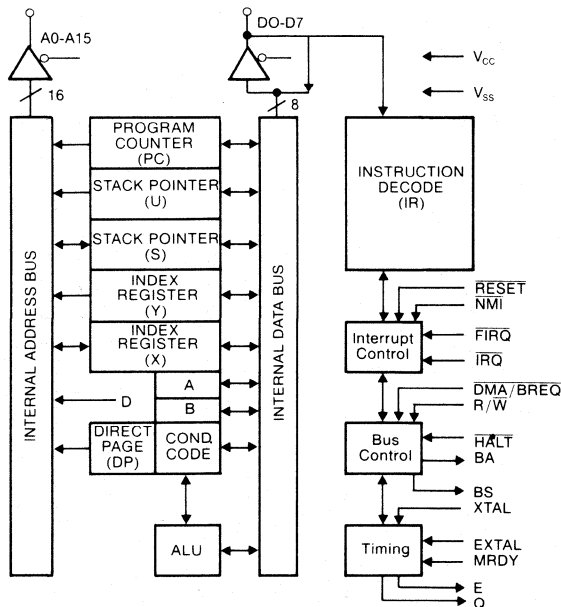 A0-A15
DO-D7
16
8
V_CC
V_SS
INTERNAL ADDRESS BUS
PROGRAM
COUNTER
(PC)
STACK POINTER
(U)
STACK POINTER
(S)
INDEX
REGISTER
(Y)
INDEX
REGISTER
(X)
D
A
B
DIRECT
PAGE
(DP)
COND.
CODE
ALU
INTERNAL DATA BUS
INSTRUCTION
DECODE
(IR)
Interrupt
Control
RESET
NMI
FIRQ
IRQ
Bus
Control
DMA/BREQ
R/W
HALT
BA
BS
Timing
XTAL
EXTAL
MRDY
E
Q